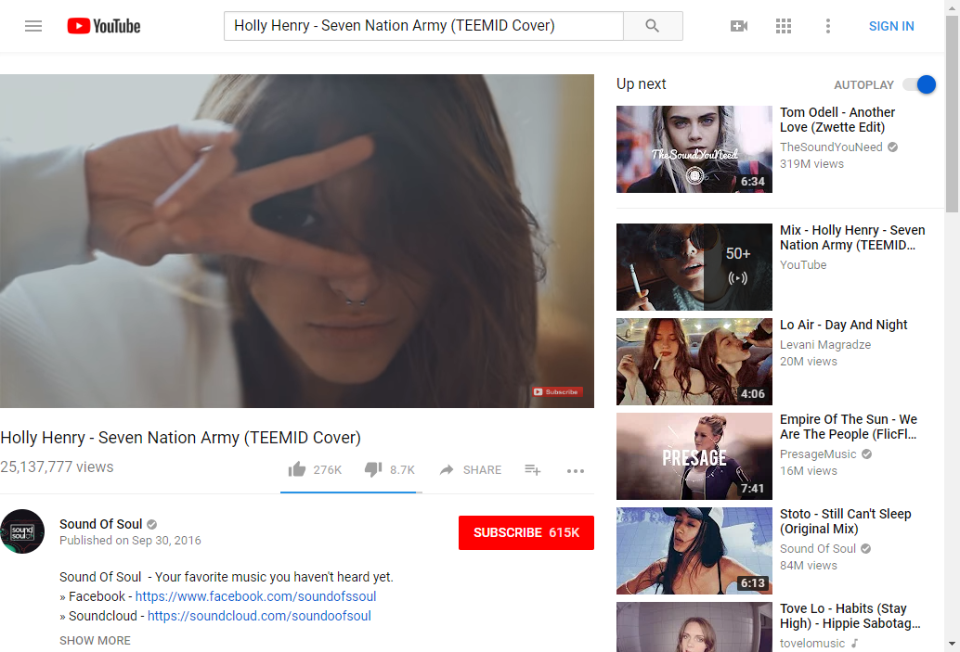 YouTube
Holly Henry - Seven Nation Army (TEEMID Cover)
SIGN IN
Subscribe
Holly Henry - Seven Nation Army (TEEMID Cover)
25,137,777 views
276K
8.7K
SHARE
Sound Of Soul
Published on Sep 30, 2016
SUBSCRIBE 615K
sound
soul
Sound Of Soul - Your favorite music you haven't heard yet.
» Facebook - https://www.facebook.com/soundofssoul
» Soundcloud - https://soundcloud.com/soundoofsoul
SHOW MORE
Up next
AUTOPLAY
TheSoundYouNeed
6:34
Tom Odell - Another
Love (Zwette Edit)
TheSoundYouNeed
319M views
50+
Mix - Holly Henry - Seven
Nation Army (TEEMID...
YouTube
4:06
Lo Air - Day And Night
Levani Magradze
20M views
PRESAGE
7:41
Empire Of The Sun - We
Are The People (FlicFl...
PresageMusic
16M views
6:13
Stoto - Still Can't Sleep
(Original Mix)
Sound Of Soul
84M views
Tove Lo - Habits (Stay
High) - Hippie Sabotag...
tovelomusic